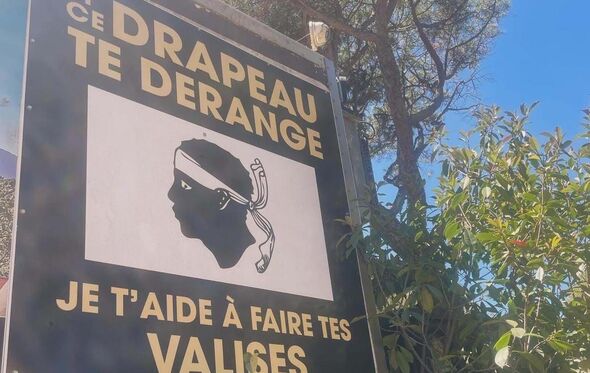 CE DRAPEAU
TE DERANGE
JE T'AIDE À FAIRE TES
VALISES